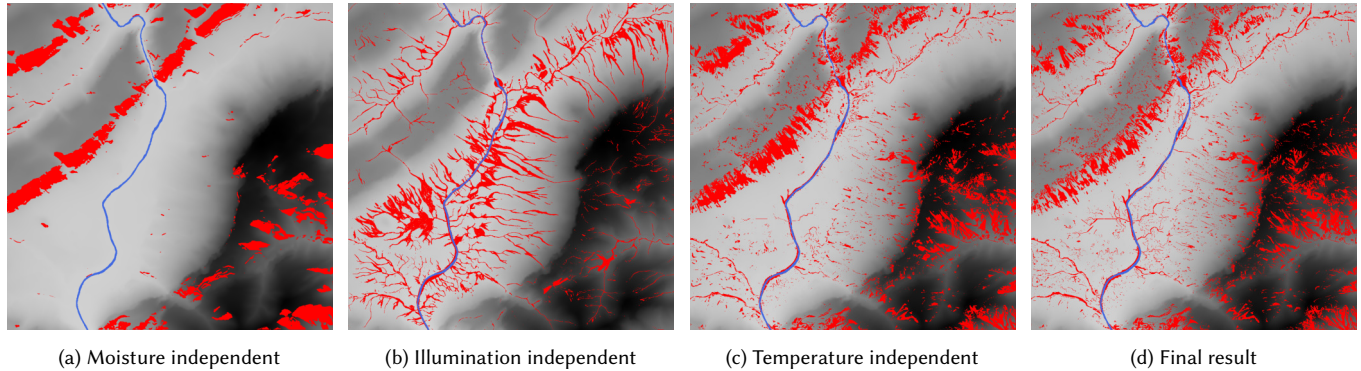 (a) Moisture independent
(b) Illumination independent
(c) Temperature independent
(d) Final result